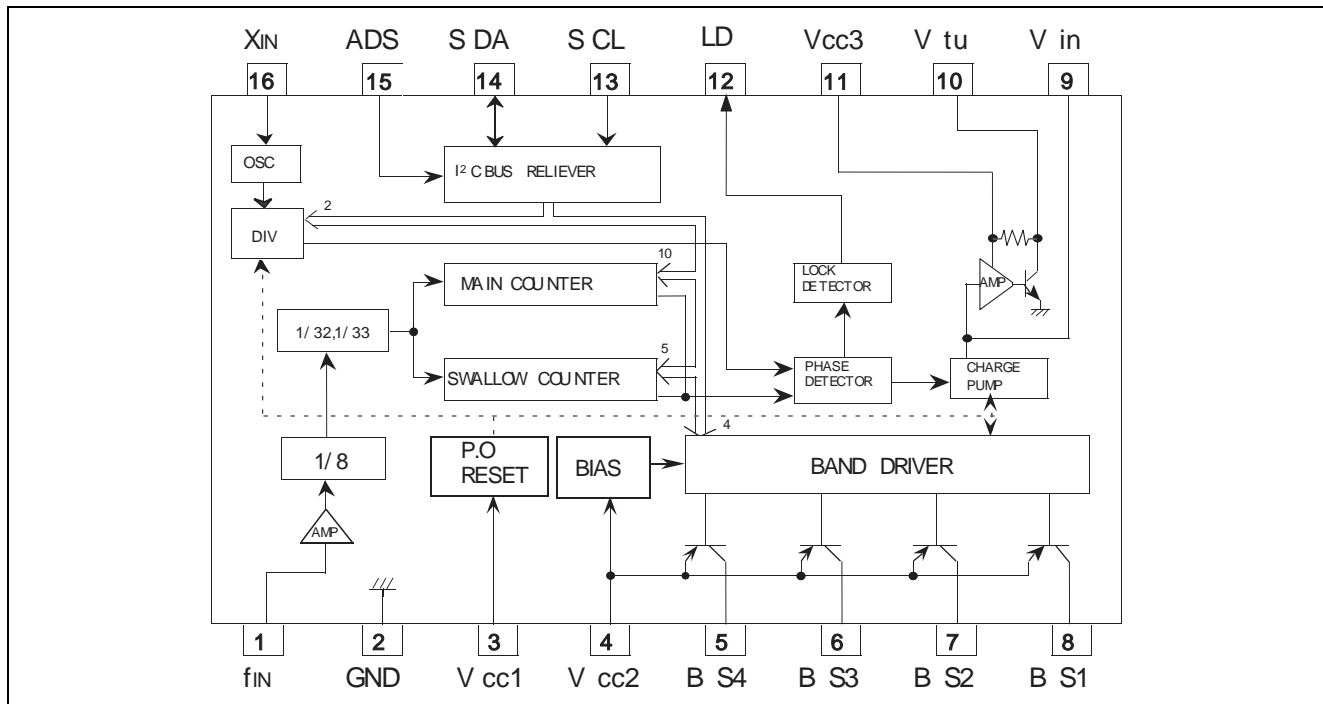 XIN ADS SDA SCL LD Vcc3 Vtu Vin
16 15 14 13 12 11 10 9
OSC
I²C BUS RELIEVER
2
DIV
10
MAIN COUNTER
LOCK
DETECTOR
AMP
1/32,1/33
5
SWALLOW COUNTER
PHASE
DETECTOR
CHARGE
PUMP
4
1/8
P.O
RESET
BIAS
BAND DRIVER
AMP
1 2 3 4 5 6 7 8
fIN GND Vcc1 Vcc2 BS4 BS3 BS2 BS1